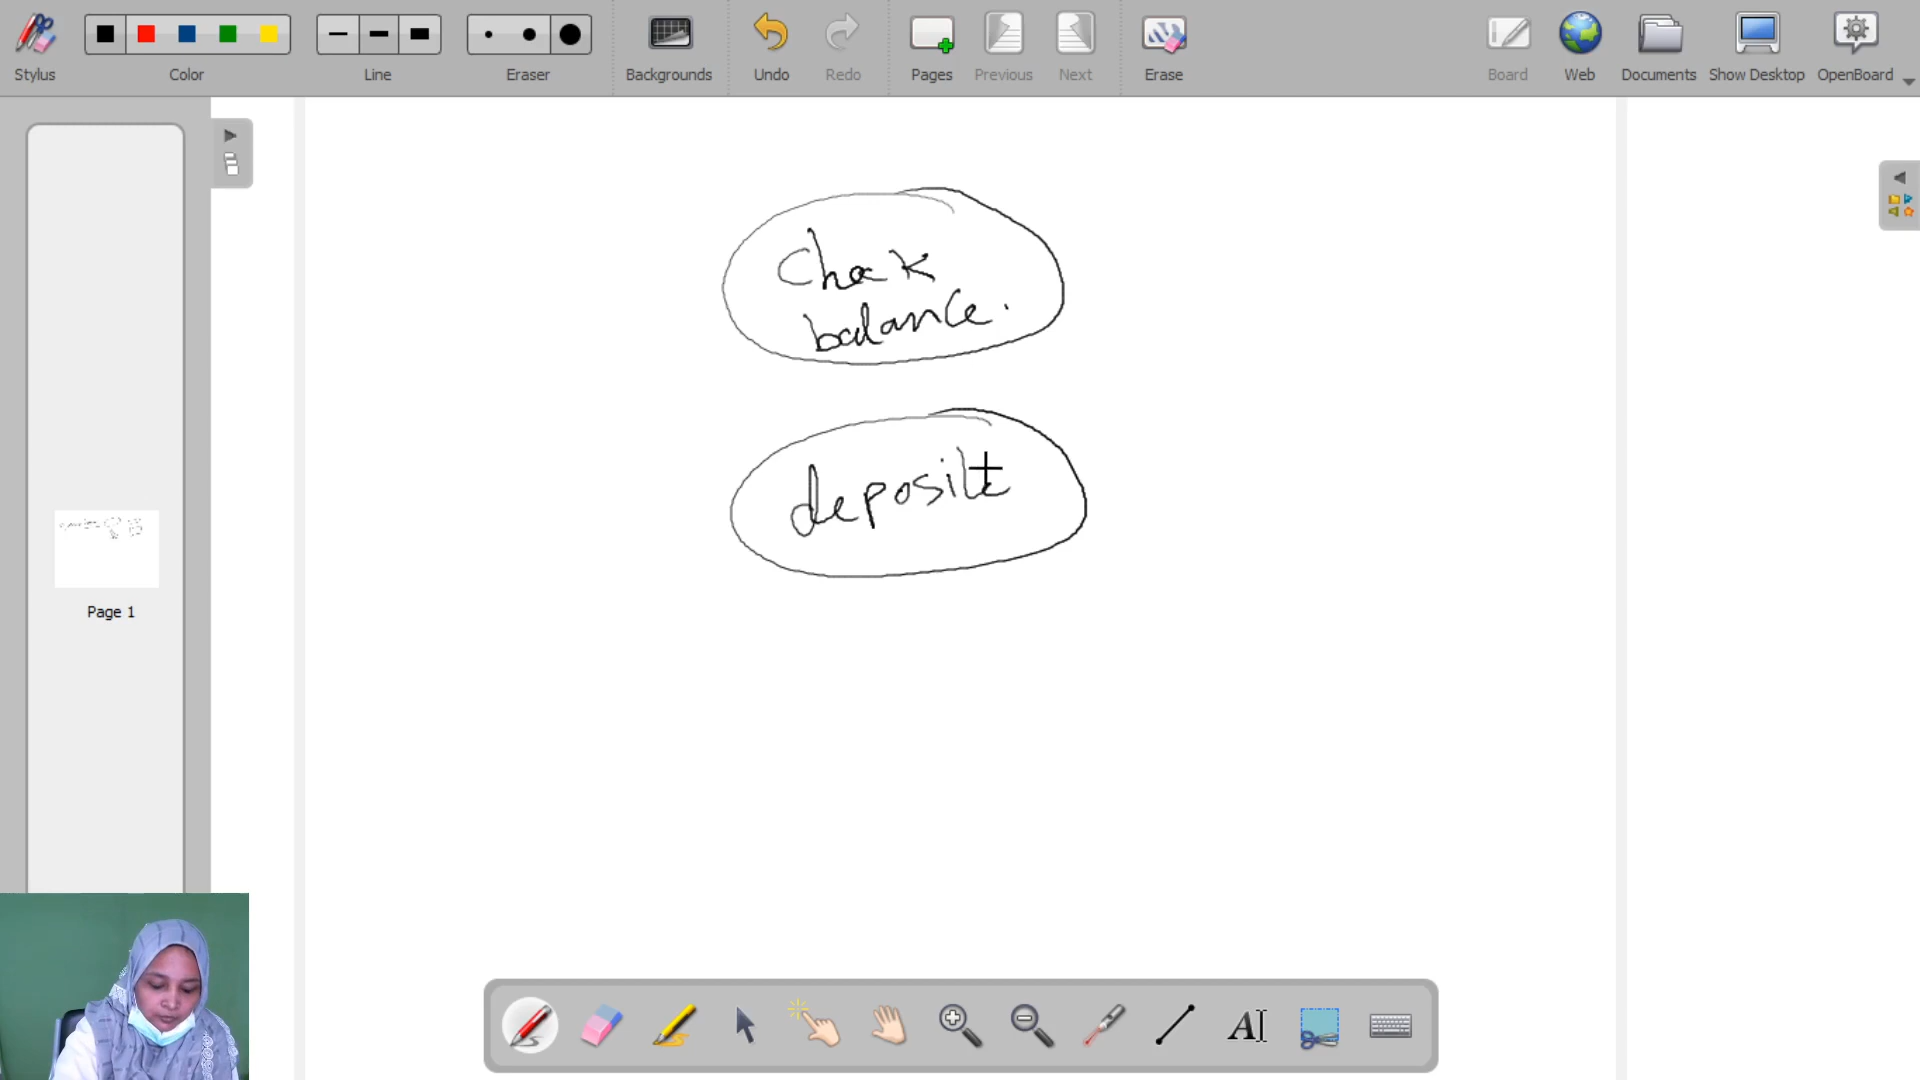 Stylus
Color
Line
Eraser
Backgrounds
Undo
Redo
Pages
Previous
Next
Erase
Board
Web
Documents
Show Desktop
OpenBoard
Check
balance.
deposit
Page 1